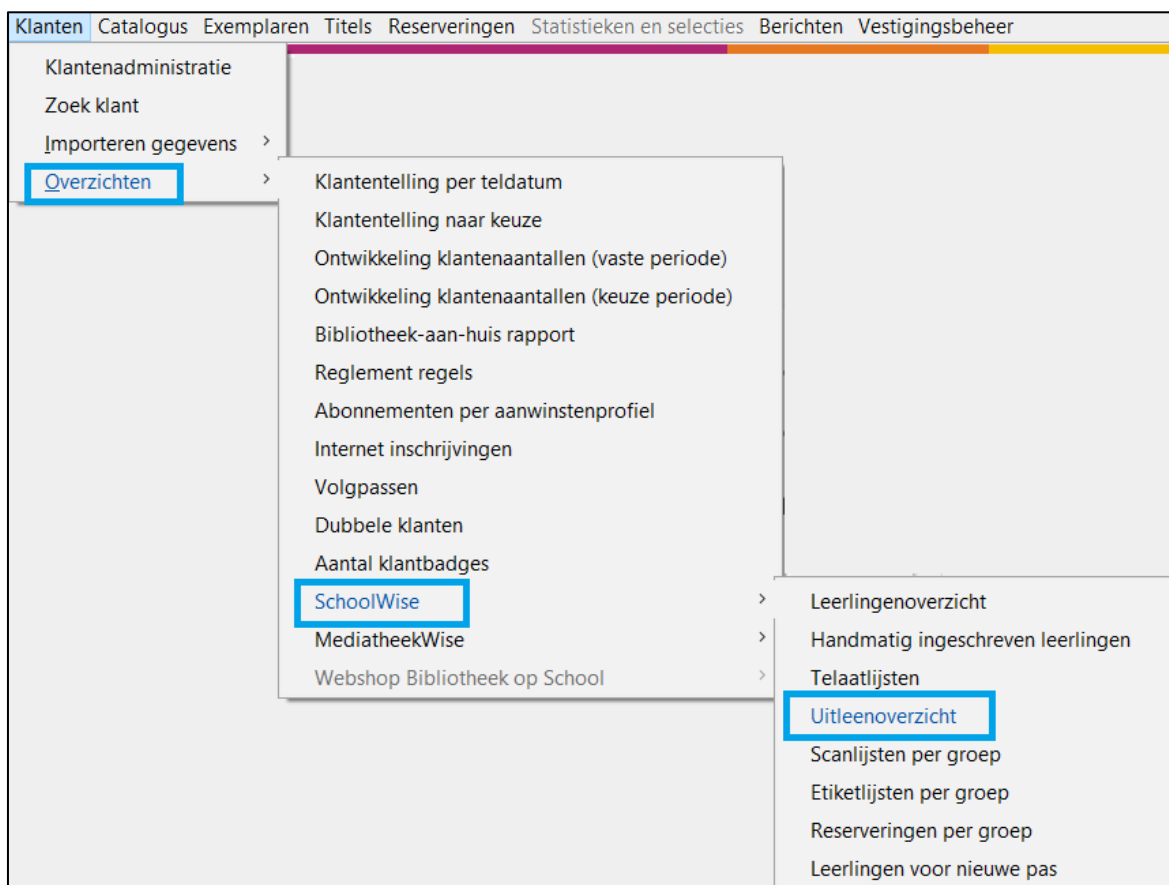 Klanten Catalogus Exemplaren Titels Reserveringen Statistieken en selecties Berichten Vestigingsbeheer
Klantenadministratie
Zoek klant
Importeren gegevens
Overzichten
Klantentelling per teldatum
Klantentelling naar keuze
Ontwikkeling klantenaantallen (vaste periode)
Ontwikkeling klantenaantallen (keuze periode)
Bibliotheek-aan-huis rapport
Reglement regels
Abonnementen per aanwinstenprofiel
Internet inschrijvingen
Volgpassen
Dubbele klanten
Aantal klantbadges
SchoolWise
MediatheekWise
Webshop Bibliotheek op School
Leerlingenoverzicht
Handmatig ingeschreven leerlingen
Telaatlijsten
Uitleenoverzicht
Scanlijsten per groep
Etiketlijsten per groep
Reserveringen per groep
Leerlingen voor nieuwe pas